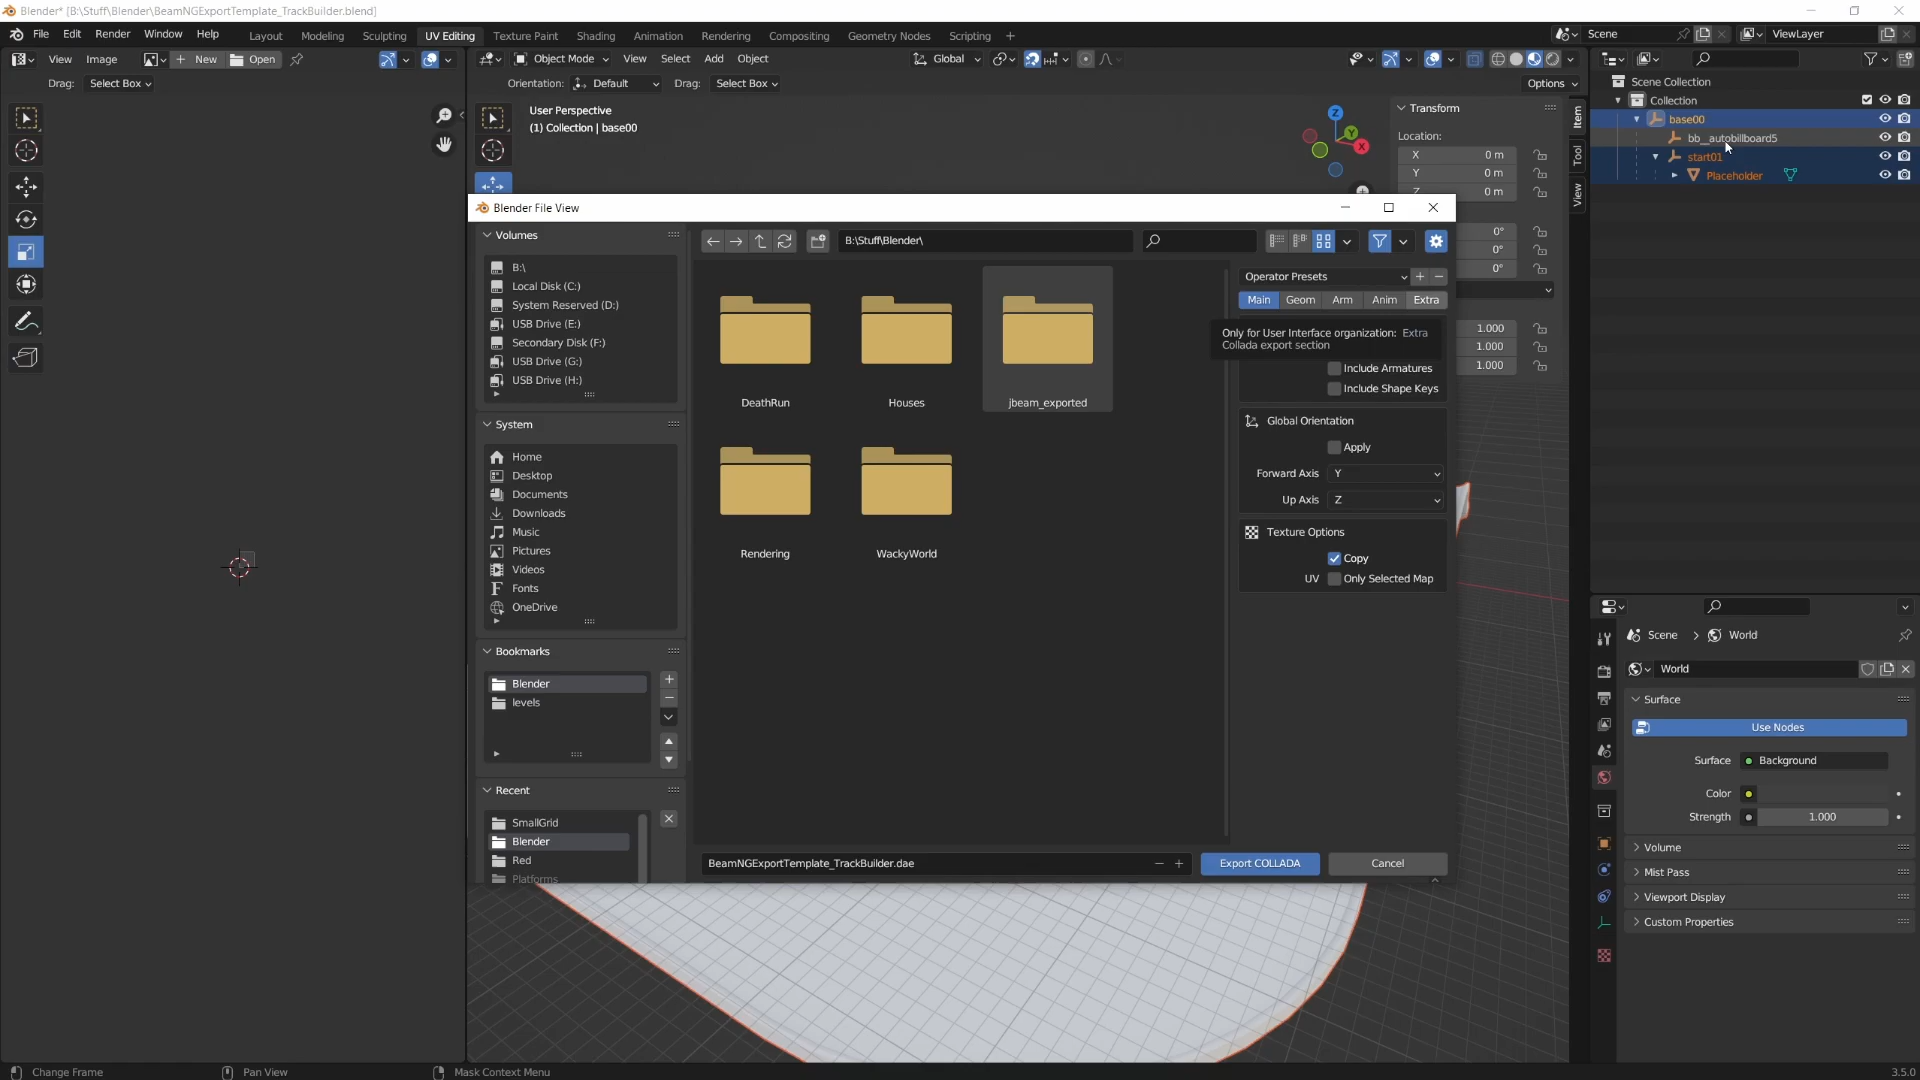 Blender* [B:\Stuff\Blender\BeamNGExportTemplate_TrackBuilder.blend]
File Edit Render Window Help
Layout Modeling Sculpting UV Editing Texture Paint Shading Animation Rendering Compositing Geometry Nodes Scripting +
Scene
ViewLayer
View Image
New
Open
Object Mode
View Select Add Object
Global
Drag: Select Box
Orientation: Default
Drag: Select Box
Options
User Perspective
(1) Collection | base00
Z
Y
X
Transform
Location:
X 0 m
Y 0 m
Z 0 m
0°
0°
0°
1.000
1.000
1.000
Item
Tool
View
Scene Collection
Collection
base00
bb__autobillboard5
start01
Placeholder
Blender File View
Volumes
B:\
Local Disk (C:)
System Reserved (D:)
USB Drive (E:)
Secondary Disk (F:)
USB Drive (G:)
USB Drive (H:)
System
Home
Desktop
Documents
Downloads
Music
Pictures
Videos
Fonts
OneDrive
Bookmarks
Blender
levels
Recent
SmallGrid
Blender
Red
Platforms
B:\Stuff\Blender\
DeathRun
Houses
jbeam_exported
Rendering
WackyWorld
Operator Presets
Main Geom Arm Anim Extra
Only for User Interface organization: Extra
Collada export section
Include Armatures
Include Shape Keys
Global Orientation
Apply
Forward Axis Y
Up Axis Z
Texture Options
Copy
UV Only Selected Map
BeamNGExportTemplate_TrackBuilder.dae
Export COLLADA
Cancel
Scene > World
World
Surface
Use Nodes
Surface Background
Color
Strength 1.000
Volume
Mist Pass
Viewport Display
Custom Properties
Change Frame
Pan View
Mask Context Menu
3.5.0